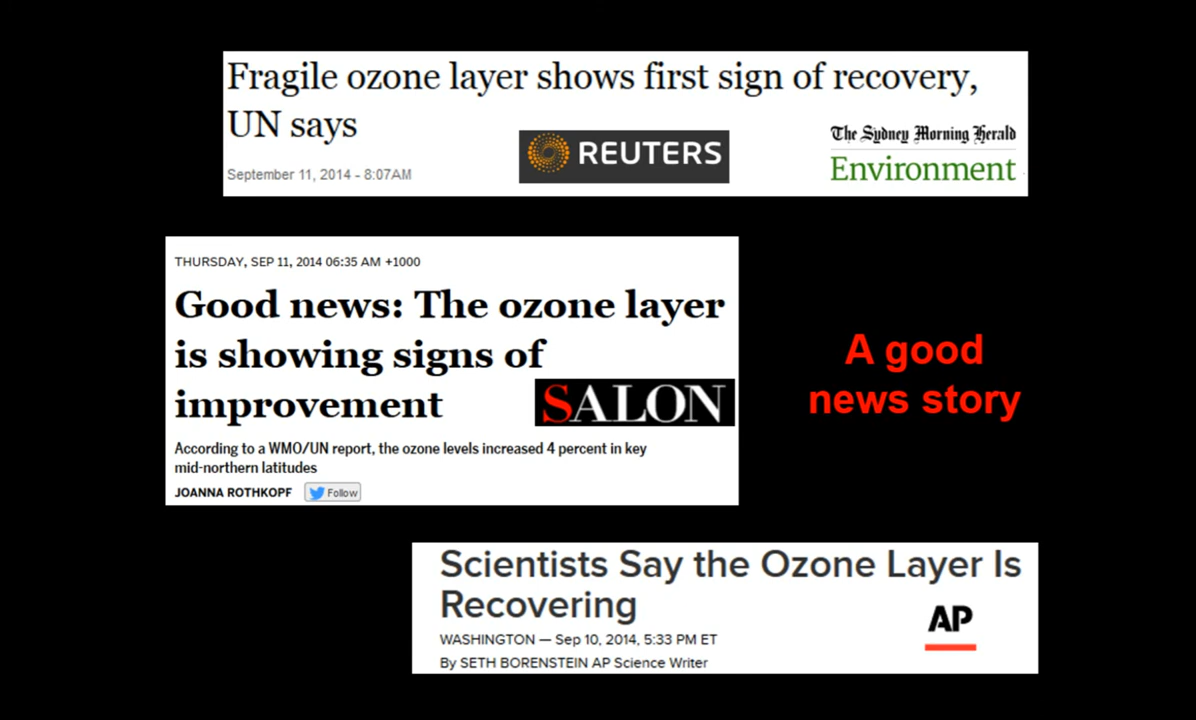 Fragile ozone layer shows first sign of recovery,
UN says
September 11, 2014 - 8:07AM
REUTERS
The Sydney Morning Herald
Environment
THURSDAY, SEP 11, 2014 06:35 AM +1000
Good news: The ozone layer
is showing signs of
improvement
SALON
According to a WMO/UN report, the ozone levels increased 4 percent in key
mid-northern latitudes
JOANNA ROTHKOPF
Follow
A good
news story
Scientists Say the Ozone Layer Is
Recovering
AP
WASHINGTON — Sep 10, 2014, 5:33 PM ET
By SETH BORENSTEIN AP Science Writer